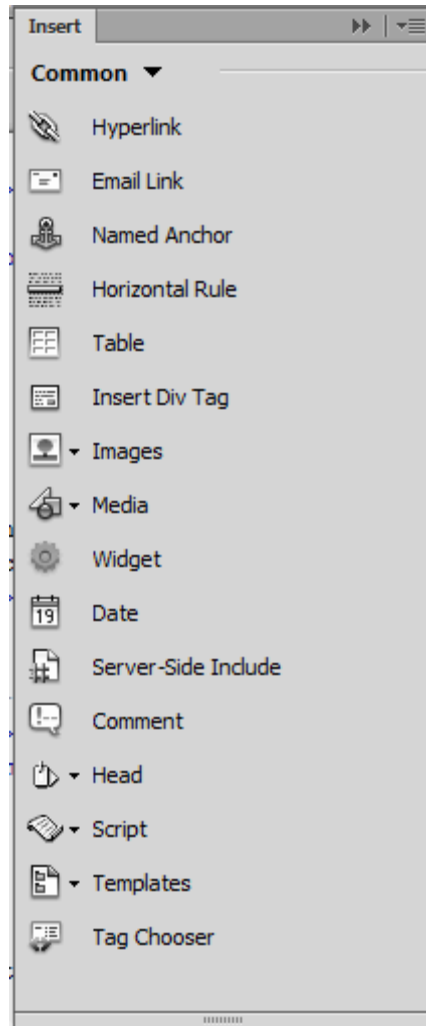 Insert
Common
Hyperlink
Email Link
Named Anchor
Horizontal Rule
Table
Insert Div Tag
Images
Media
Widget
19 Date
Server-Side Include
Comment
Head
Script
Templates
Tag Chooser